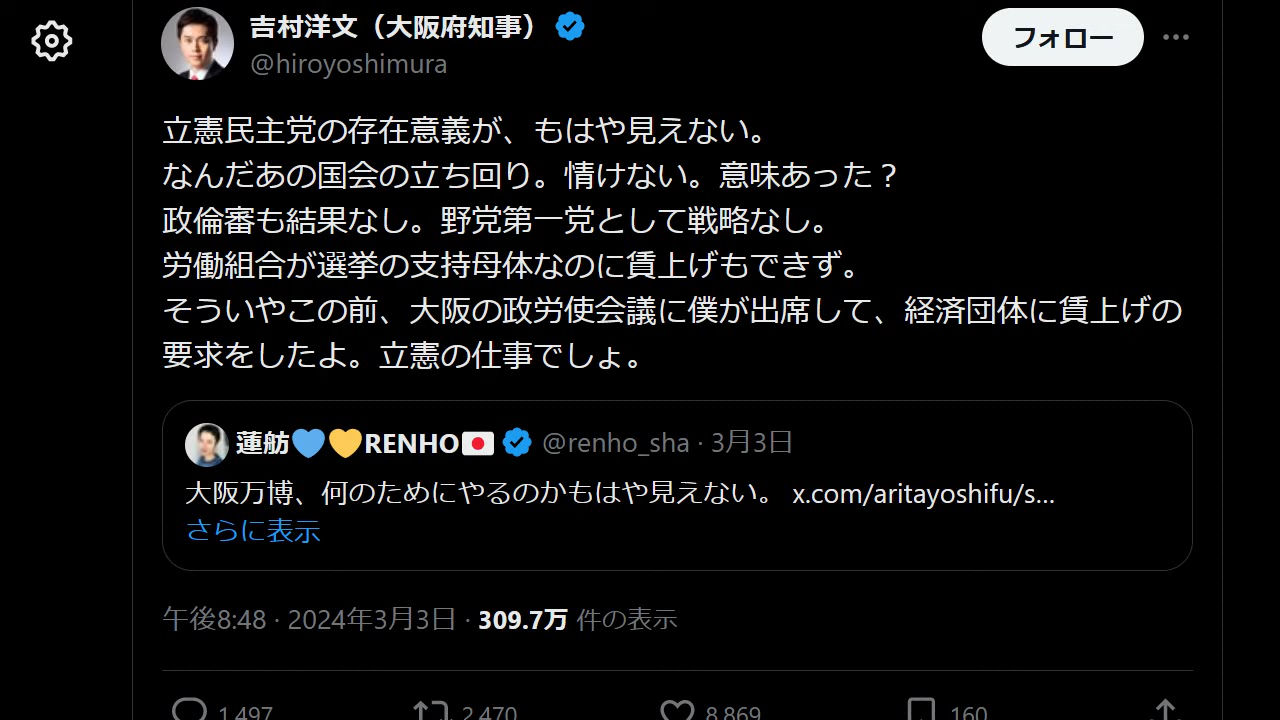 吉村洋文（大阪府知事）
フォロー
@hiroyoshimura
立憲民主党の存在意義が、もはや見えない。
なんだあの国会の立ち回り。情けない。意味あった？
政倫審も結果なし。野党第一党として戦略なし。
労働組合が選挙の支持母体なのに賃上げもできず。
そういやこの前、大阪の政労使会議に僕が出席して、経済団体に賃上げの
要求をしたよ。立憲の仕事でしょ。
蓮舫💙💛RENHO🇯🇵 @renho_sha · 3月3日
大阪万博、何のためにやるのかもはや見えない。 x.com/aritayoshifu/s…
さらに表示
午後8:48 · 2024年3月3日 · 309.7万 件の表示
1,497 2,470 8,869 160